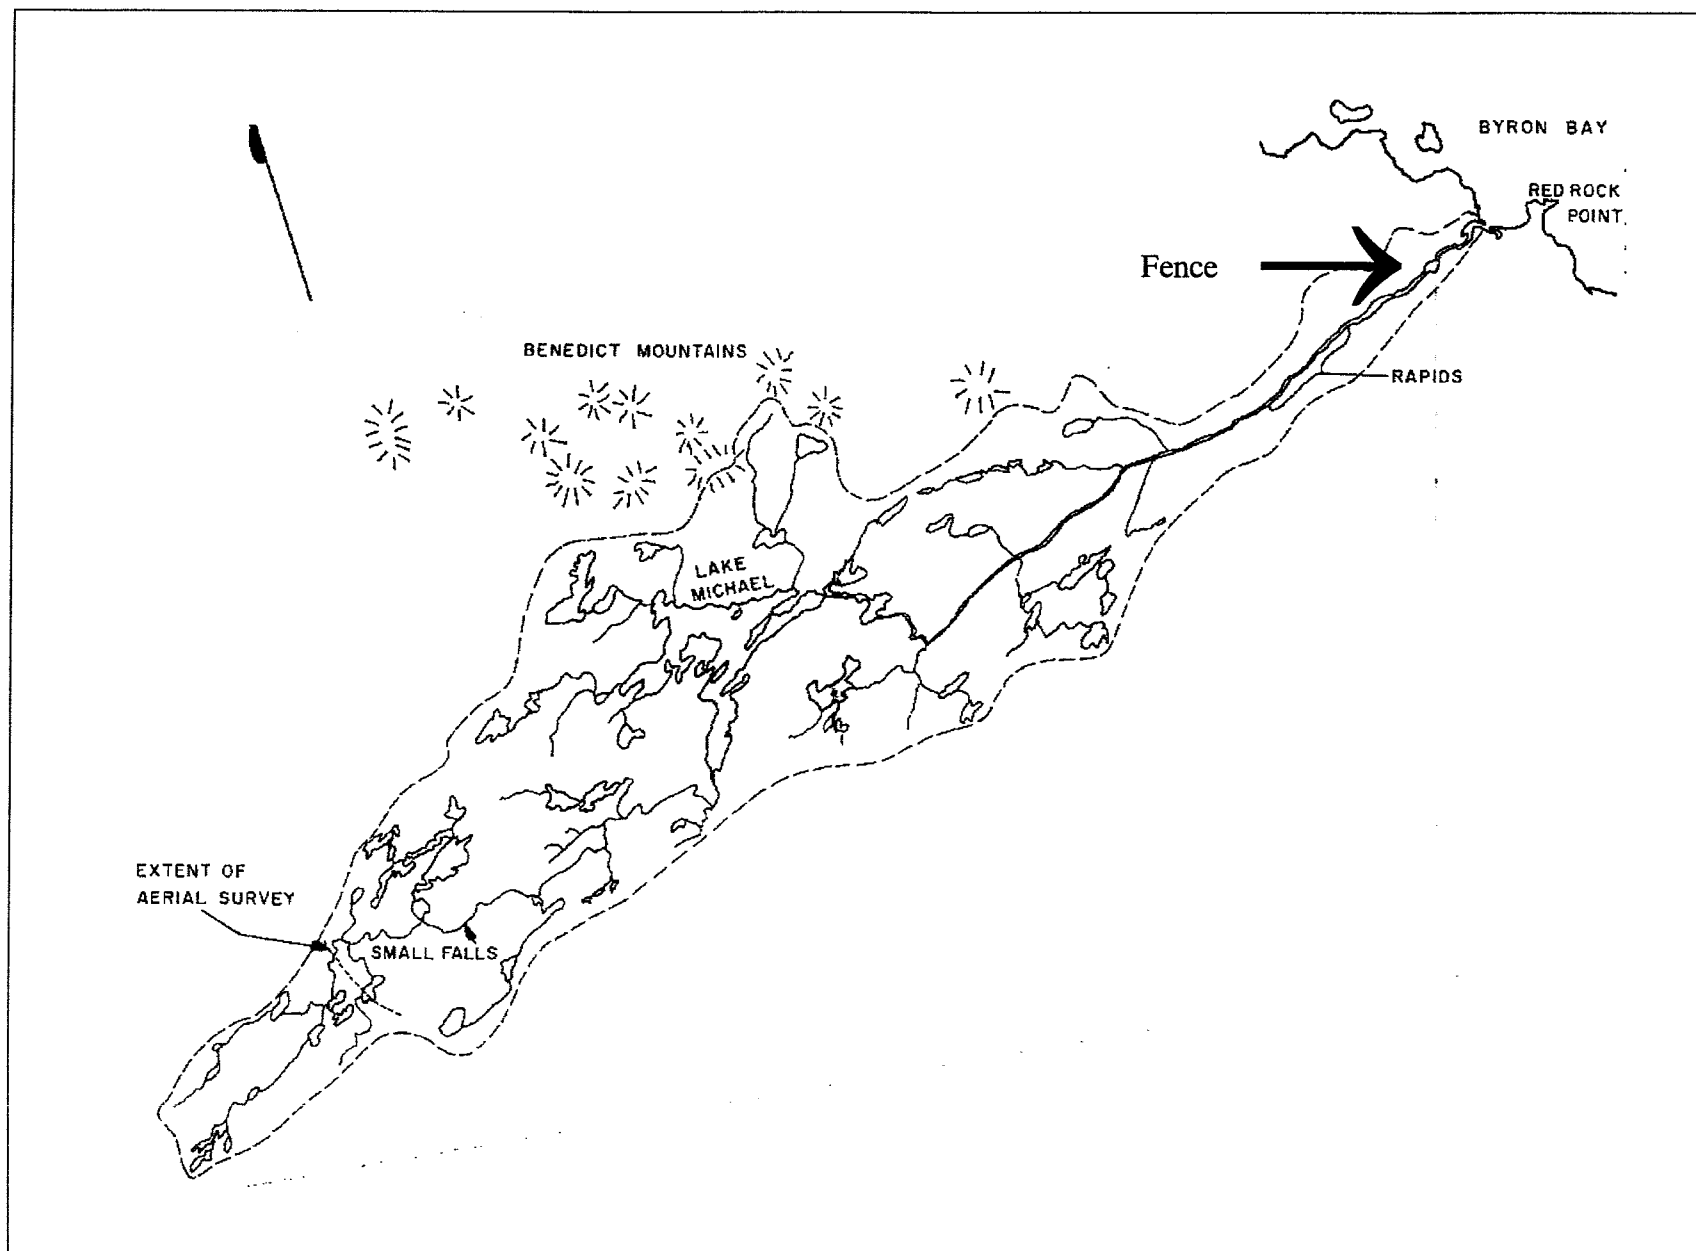 BYRON BAY
RED ROCK
POINT
Fence
BENEDICT MOUNTAINS
RAPIDS
LAKE
MICHAEL
EXTENT OF
AERIAL SURVEY
SMALL FALLS